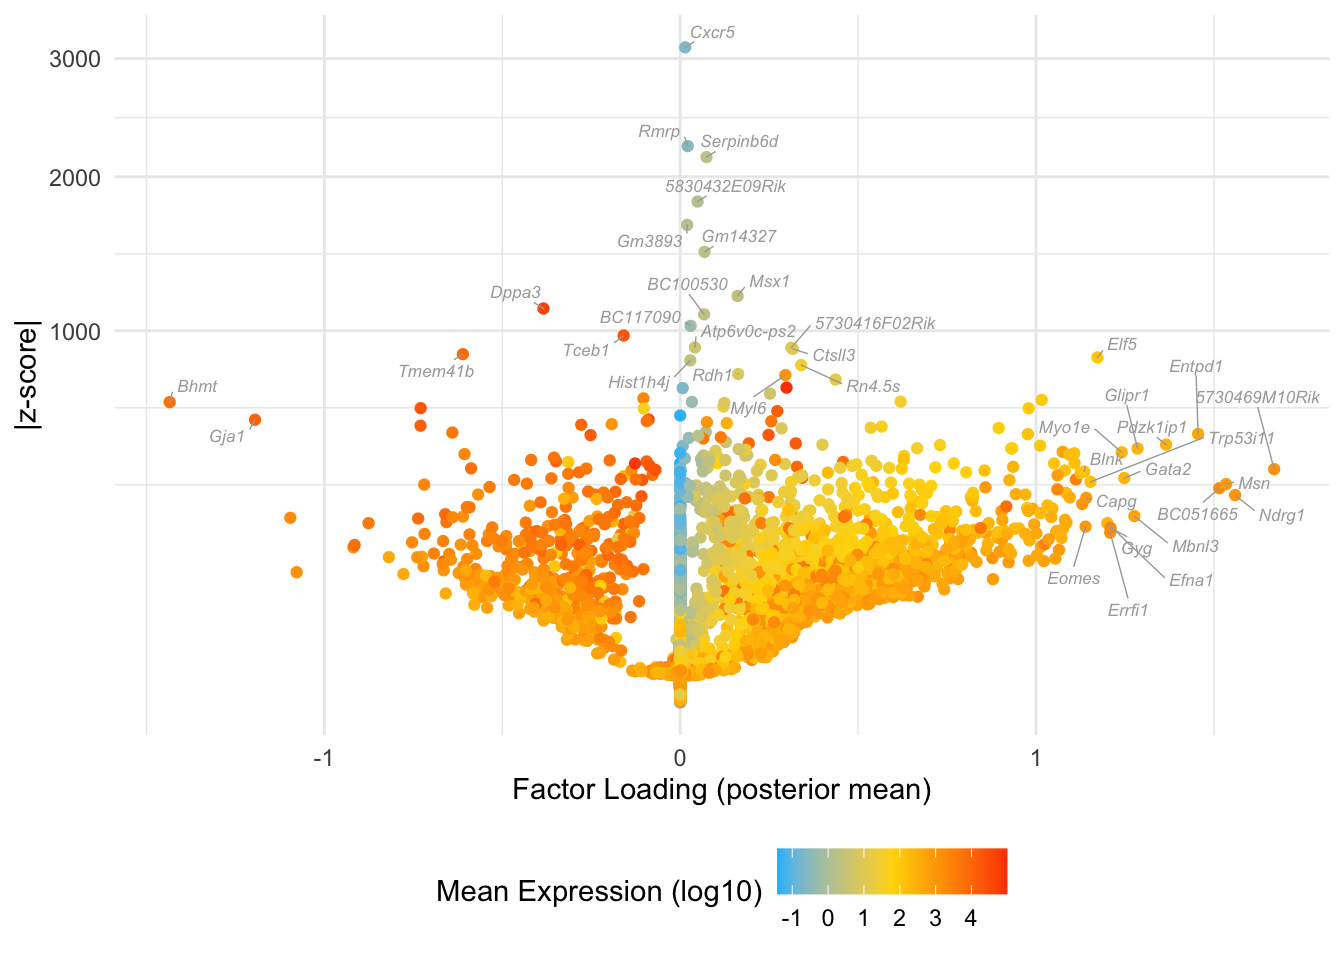 Cxcr5
3000
Rmrp
Serpinb6d
2000
5830432E09Rik
Gm3893
Gm14327
BC100530
Msx1
Dppa3
BC117090
Atp6v0c-ps2
5730416F02Rik
1000
Tceb1
Ctsll3
Elf5
Tmem41b
Entpd1
Bhmt
Hist1h4j
Rdh1
Rn4.5s
Glipr1
5730469M10Rik
Myl6
Gja1
Myo1e
Pdzk1ip1
Trp53i11
Blnk
Gata2
Msn
Capg
BC051665
Ndrg1
Gyg
Mbnl3
Eomes
Efna1
Errfi1
|z-score|
-1
0
1
Factor Loading (posterior mean)
Mean Expression (log10)
-1 0 1 2 3 4